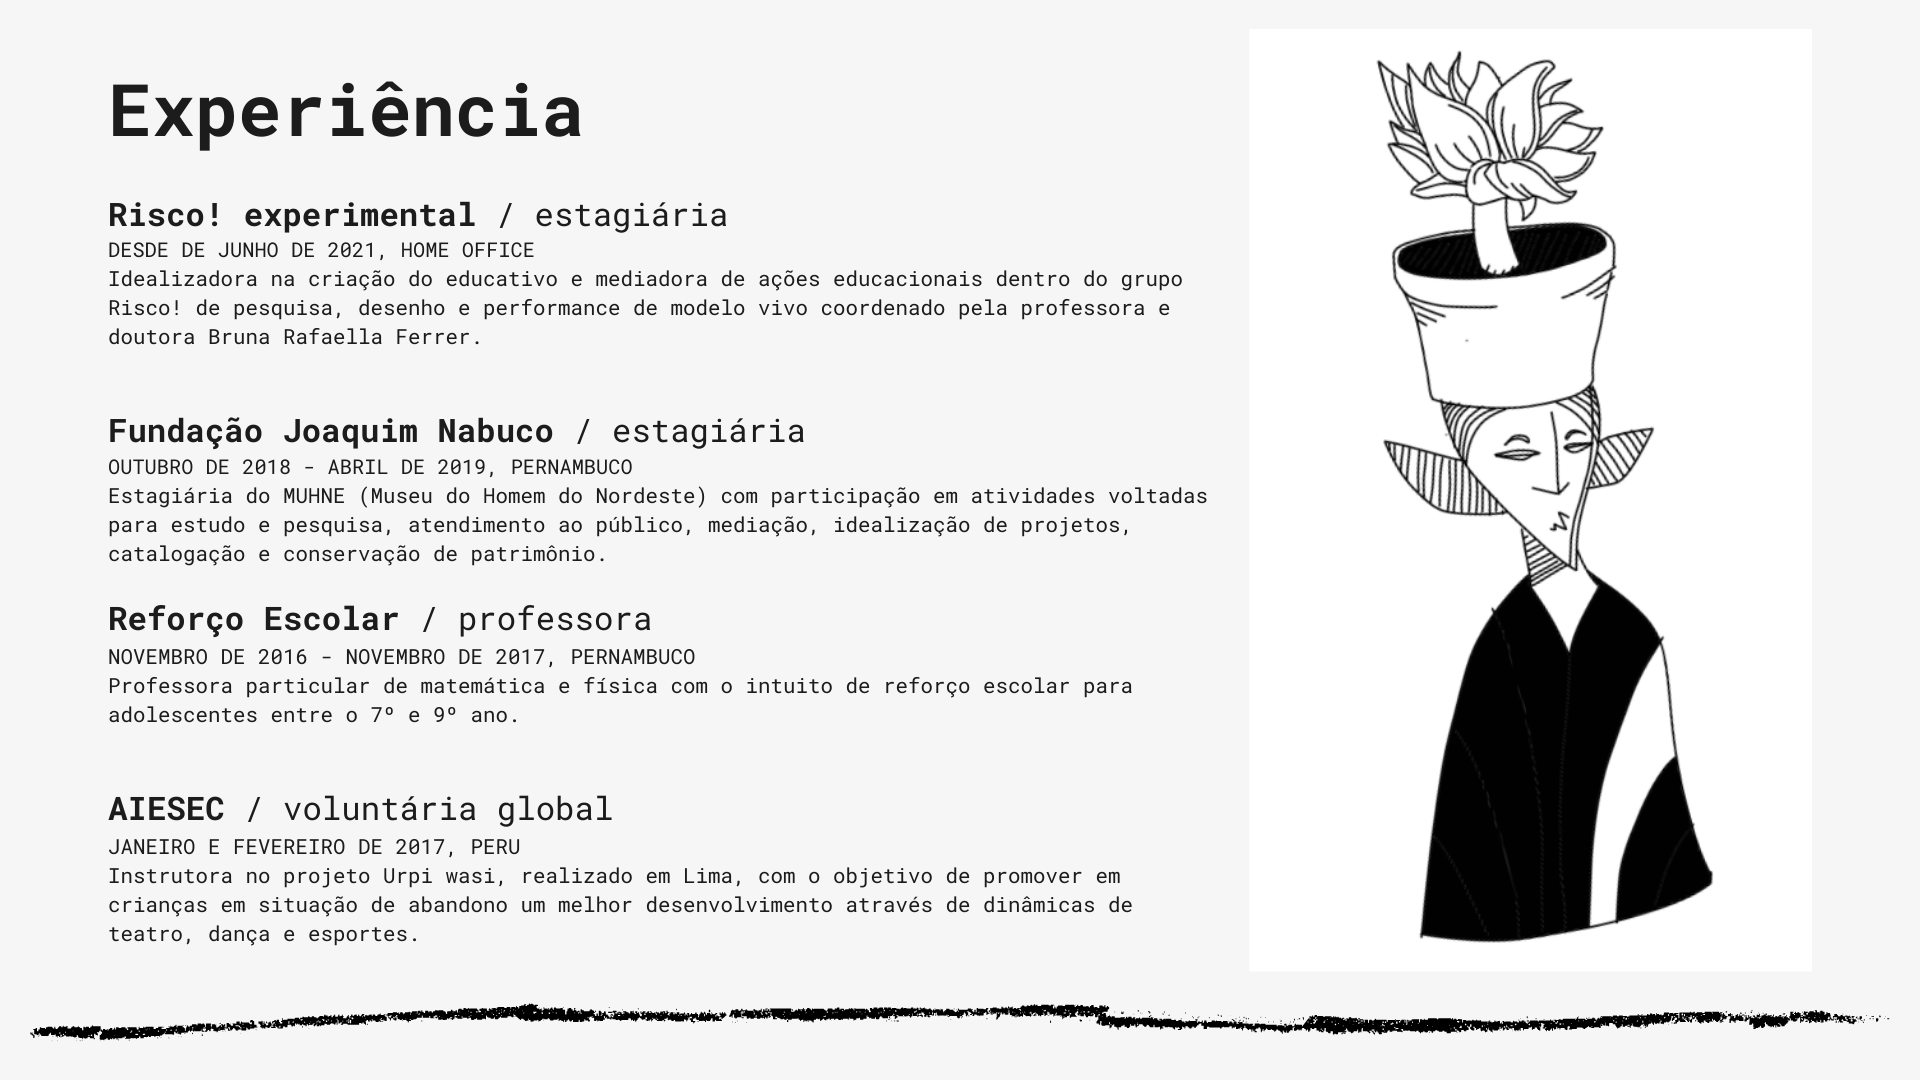 Experiência
Risco! experimental / estagiária
DESDE DE JUNHO DE 2021, HOME OFFICE
Idealizadora na criação do educativo e mediadora de ações educacionais dentro do grupo
Risco! de pesquisa, desenho e performance de modelo vivo coordenado pela professora e
doutora Bruna Rafaella Ferrer.
Fundação Joaquim Nabuco / estagiária
OUTUBRO DE 2018 - ABRIL DE 2019, PERNAMBUCO
Estagiária do MUHNE (Museu do Homem do Nordeste) com participação em atividades voltadas
para estudo e pesquisa, atendimento ao público, mediação, idealização de projetos,
catalogação e conservação de patrimônio.
Reforço Escolar / professora
NOVEMBRO DE 2016 - NOVEMBRO DE 2017, PERNAMBUCO
Professora particular de matemática e física com o intuito de reforço escolar para
adolescentes entre o 7º e 9º ano.
AIESEC / voluntária global
JANEIRO E FEVEREIRO DE 2017, PERU
Instrutora no projeto Urpi wasi, realizado em Lima, com o objetivo de promover em
crianças em situação de abandono um melhor desenvolvimento através de dinâmicas de
teatro, dança e esportes.